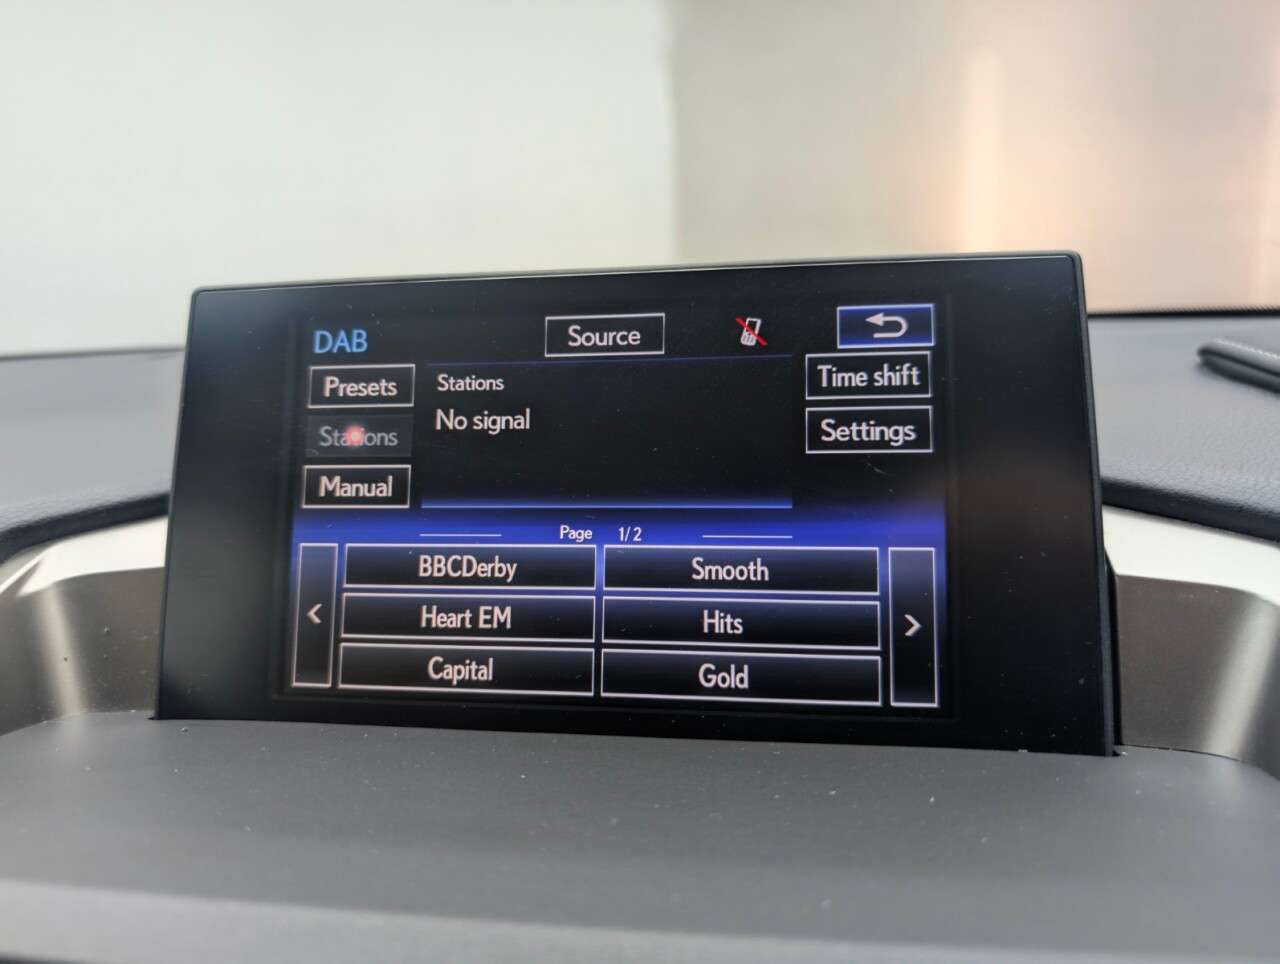 DAB
Source
Presets
Stations
Time shift
No signal
Stations
Settings
Manual
Page 1/2
BBCDerby
Smooth
<
Heart EM
Hits
>
Capital
Gold